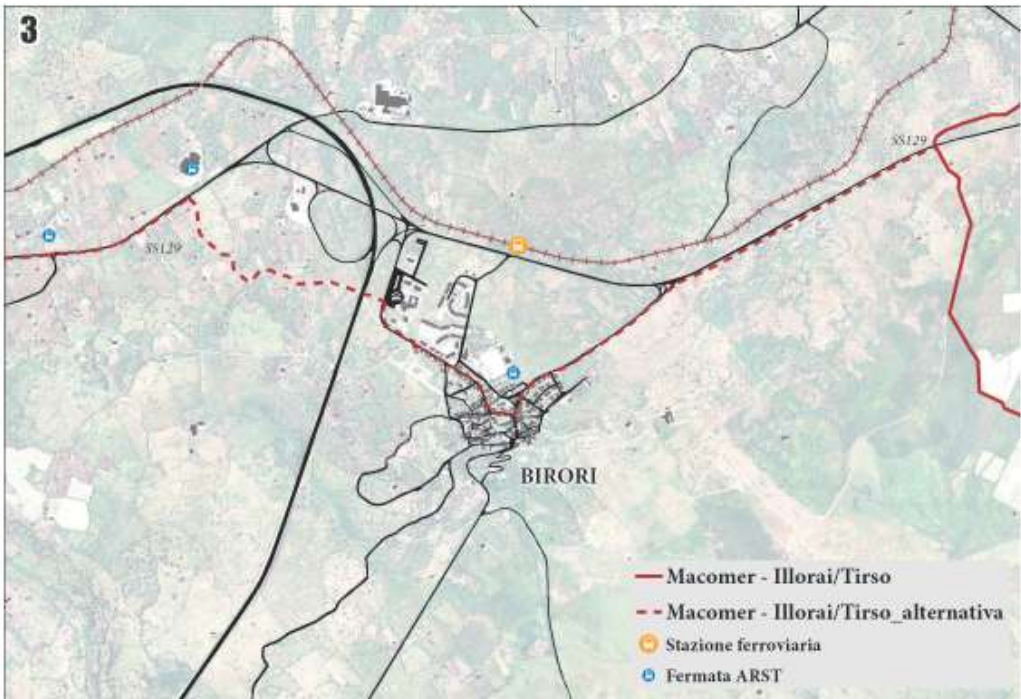 3
SS129
SS129
BIRORI
Macomer - Illorai/Tirso
Macomer - Illorai/Tirso_alternativa
Stazione ferroviaria
Fermata ARST